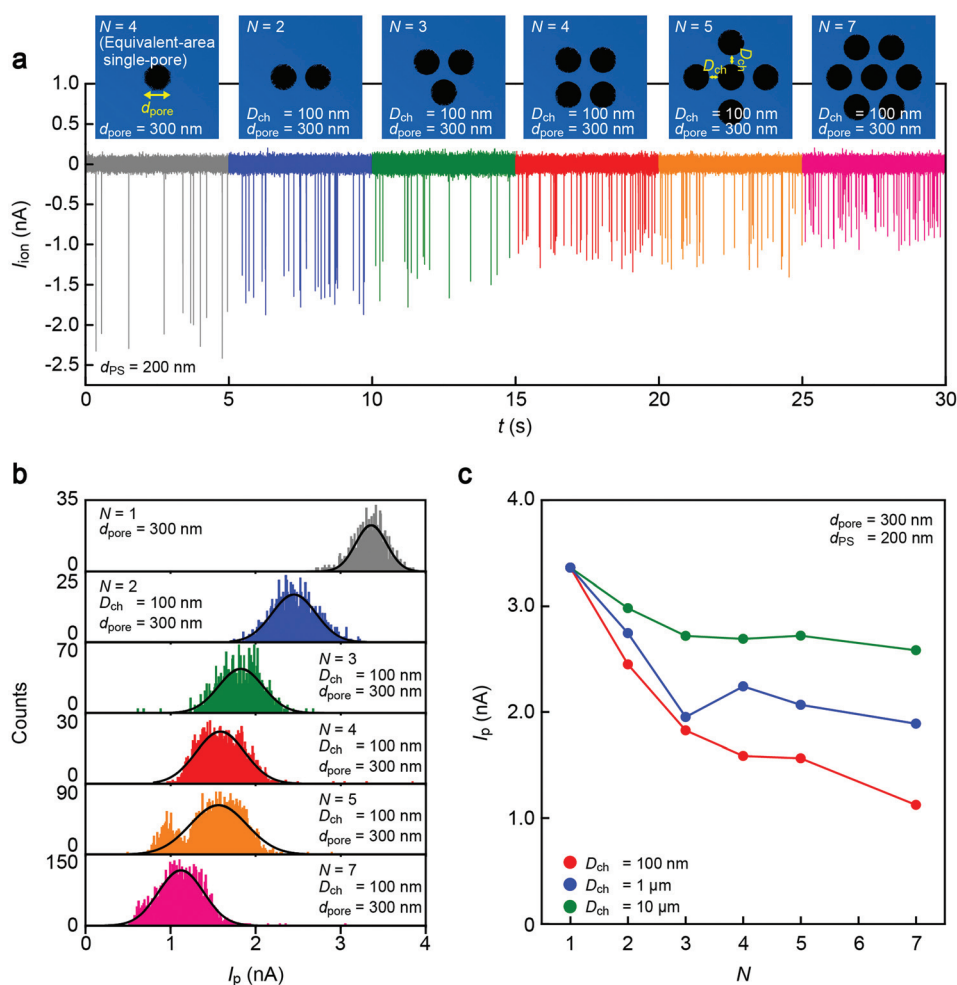 a
N = 4
(Equivalent-area
single-pore)
dpore
dpore = 300 nm
N = 2
Dch = 100 nm
dpore = 300 nm
N = 3
Dch = 100 nm
dpore = 300 nm
N = 4
Dch = 100 nm
dpore = 300 nm
N = 5
Dch
Dch
Dch = 100 nm
dpore = 300 nm
N = 7
Dch = 100 nm
dpore = 300 nm
1.0
0.5
0
-0.5
-1.0
-1.5
-2.0
-2.5
Iion (nA)
dPS = 200 nm
0 5 10 15 20 25 30
t (s)
b
Counts
35
N = 1
dpore = 300 nm
0
25
N = 2
Dch = 100 nm
dpore = 300 nm
0
70
N = 3
Dch = 100 nm
dpore = 300 nm
0
30
N = 4
Dch = 100 nm
dpore = 300 nm
0
90
N = 5
Dch = 100 nm
dpore = 300 nm
0
150
N = 7
Dch = 100 nm
dpore = 300 nm
0
0 1 2 3 4
Ip (nA)
c
4.0
3.0
2.0
1.0
0
Ip (nA)
dpore = 300 nm
dPS = 200 nm
Dch = 100 nm
Dch = 1 µm
Dch = 10 µm
1 2 3 4 5 6 7
N